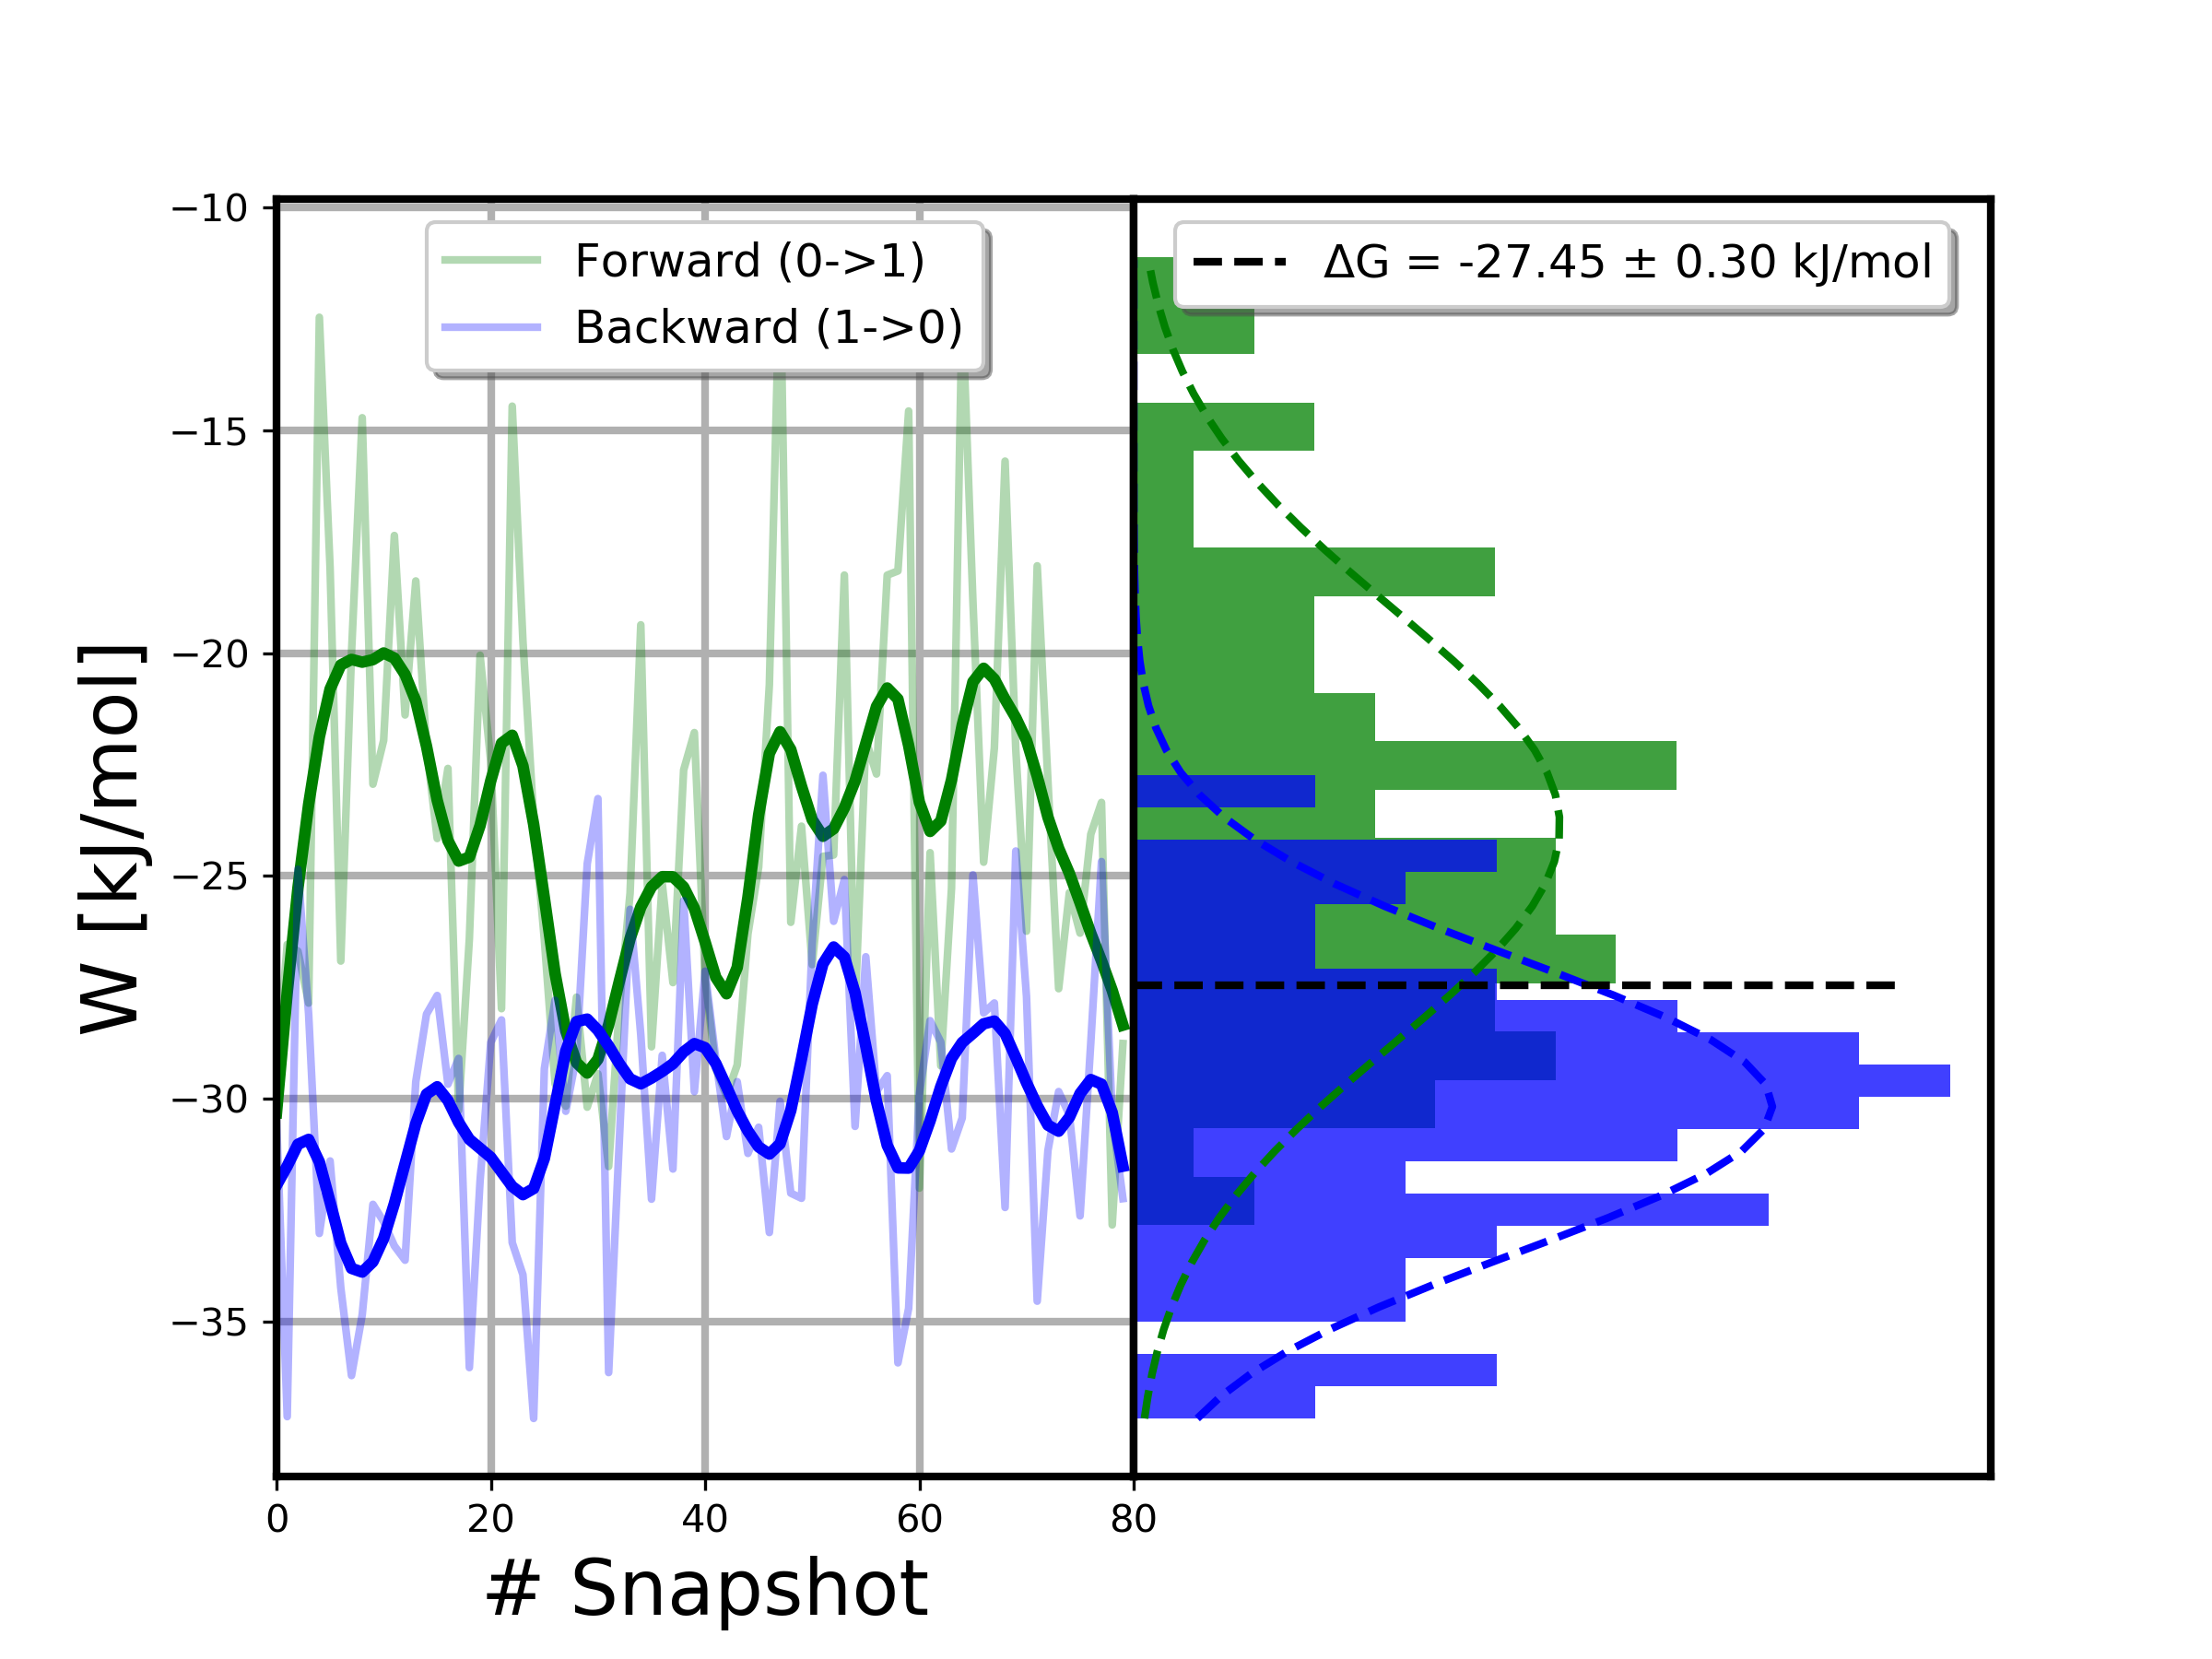 Forward (0->1)
Backward (1->0)
ΔG = -27.45 ± 0.30 kJ/mol
W [kJ/mol]
−10
−15
−20
−25
−30
−35
0 20 40 60 80
# Snapshot